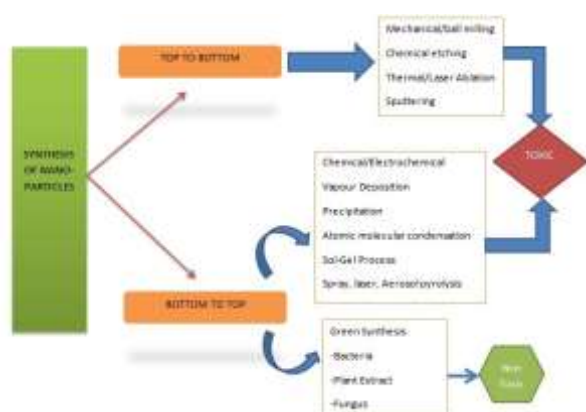 SYNTHESIS
OF NANO-
PARTICLES
TOP TO BOTTOM
Mechanical/ball milling
Chemical etching
Thermal/Laser Ablation
Sputtering
TOXIC
Chemical/Electrochemical
Vapour Deposition
Precipitation
Atomic molecular condensation
Sol-Gel Process
Spray, laser,
BOTTOM TO TOP
Green Synthesis
-Bacteria
-Plant Extract
-Fungus
Non
Toxic